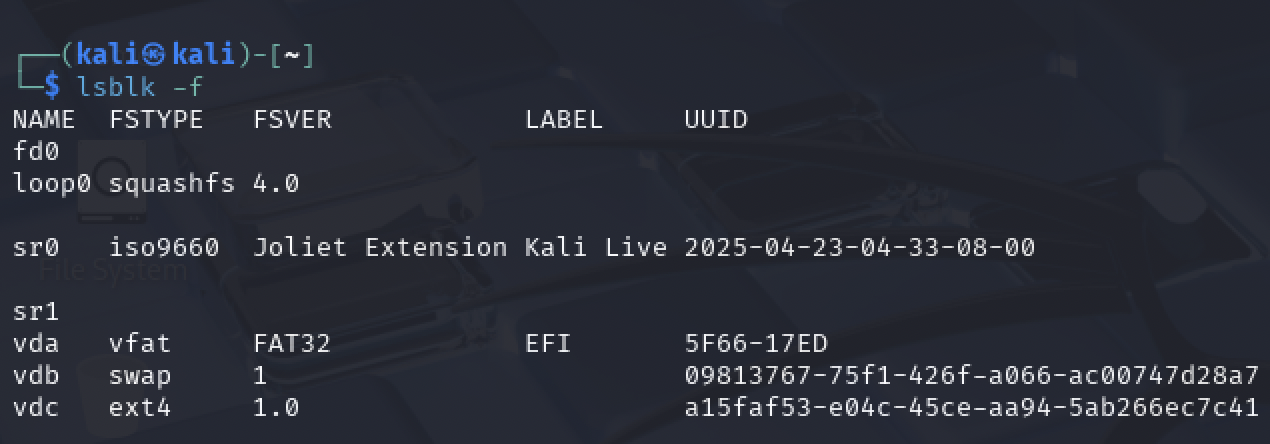 ┌──(kali㉿kali)-[~]
└─$ lsblk -f
NAME  FSTYPE   FSVER            LABEL     UUID
fd0
loop0 squashfs 4.0
sr0   iso9660  Joliet Extension Kali Live 2025-04-23-04-33-08-00
File System
sr1
vda   vfat     FAT32            EFI       5F66-17ED
vdb   swap     1                          09813767-75f1-426f-a066-ac00747d28a7
vdc   ext4     1.0                        a15faf53-e04c-45ce-aa94-5ab266ec7c41